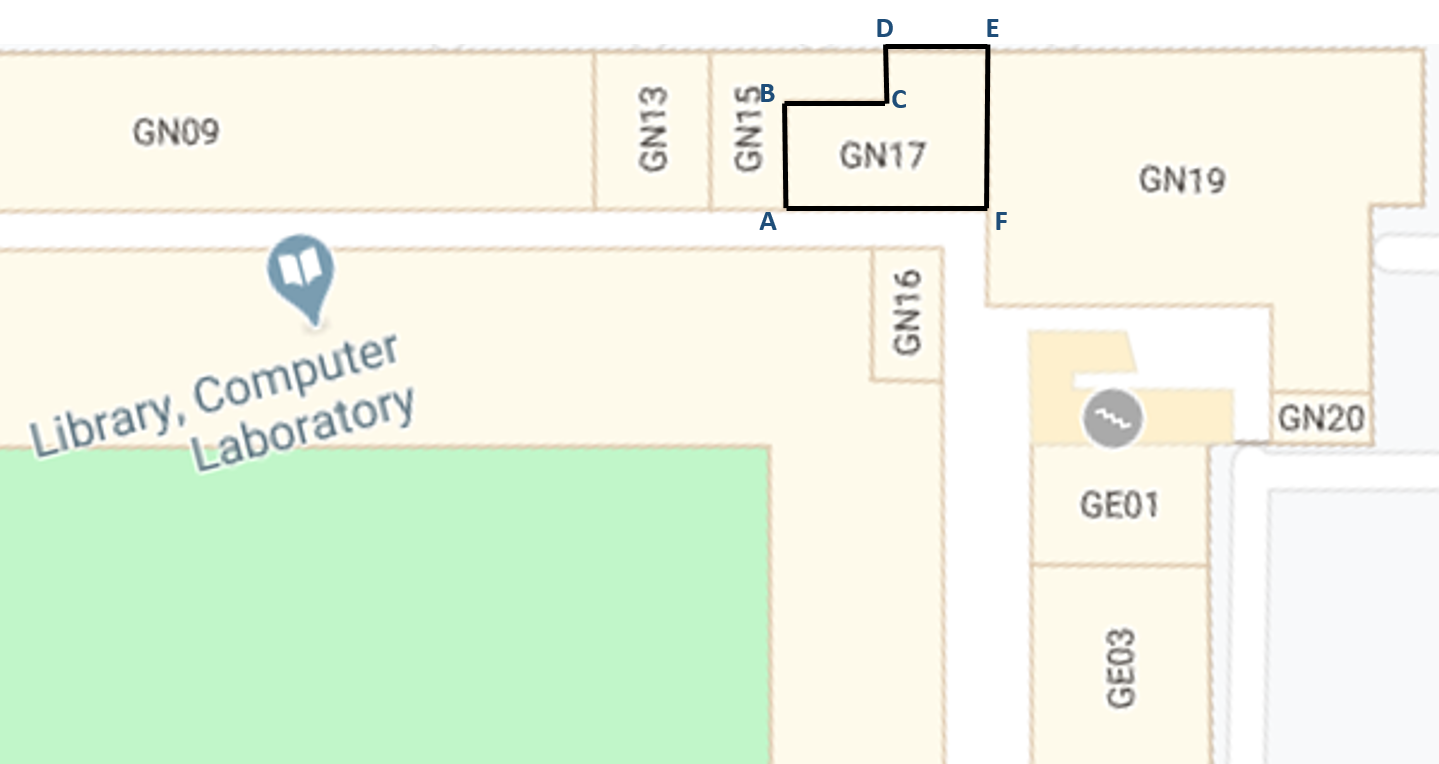 D
E
B
C
GN09
GN13
GN15
GN17
GN19
A
F
GN16
Library, Computer
Laboratory
GN20
GE01
GE03